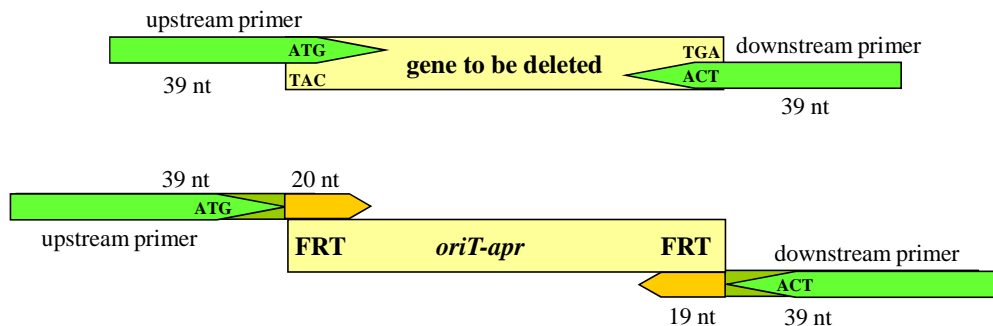 upstream primer
ATG
gene to be deleted
TGA
downstream primer
TAC
ACT
39 nt
39 nt
39 nt
20 nt
ATG
upstream primer
FRT
oriT-apr
FRT
downstream primer
ACT
19 nt
39 nt